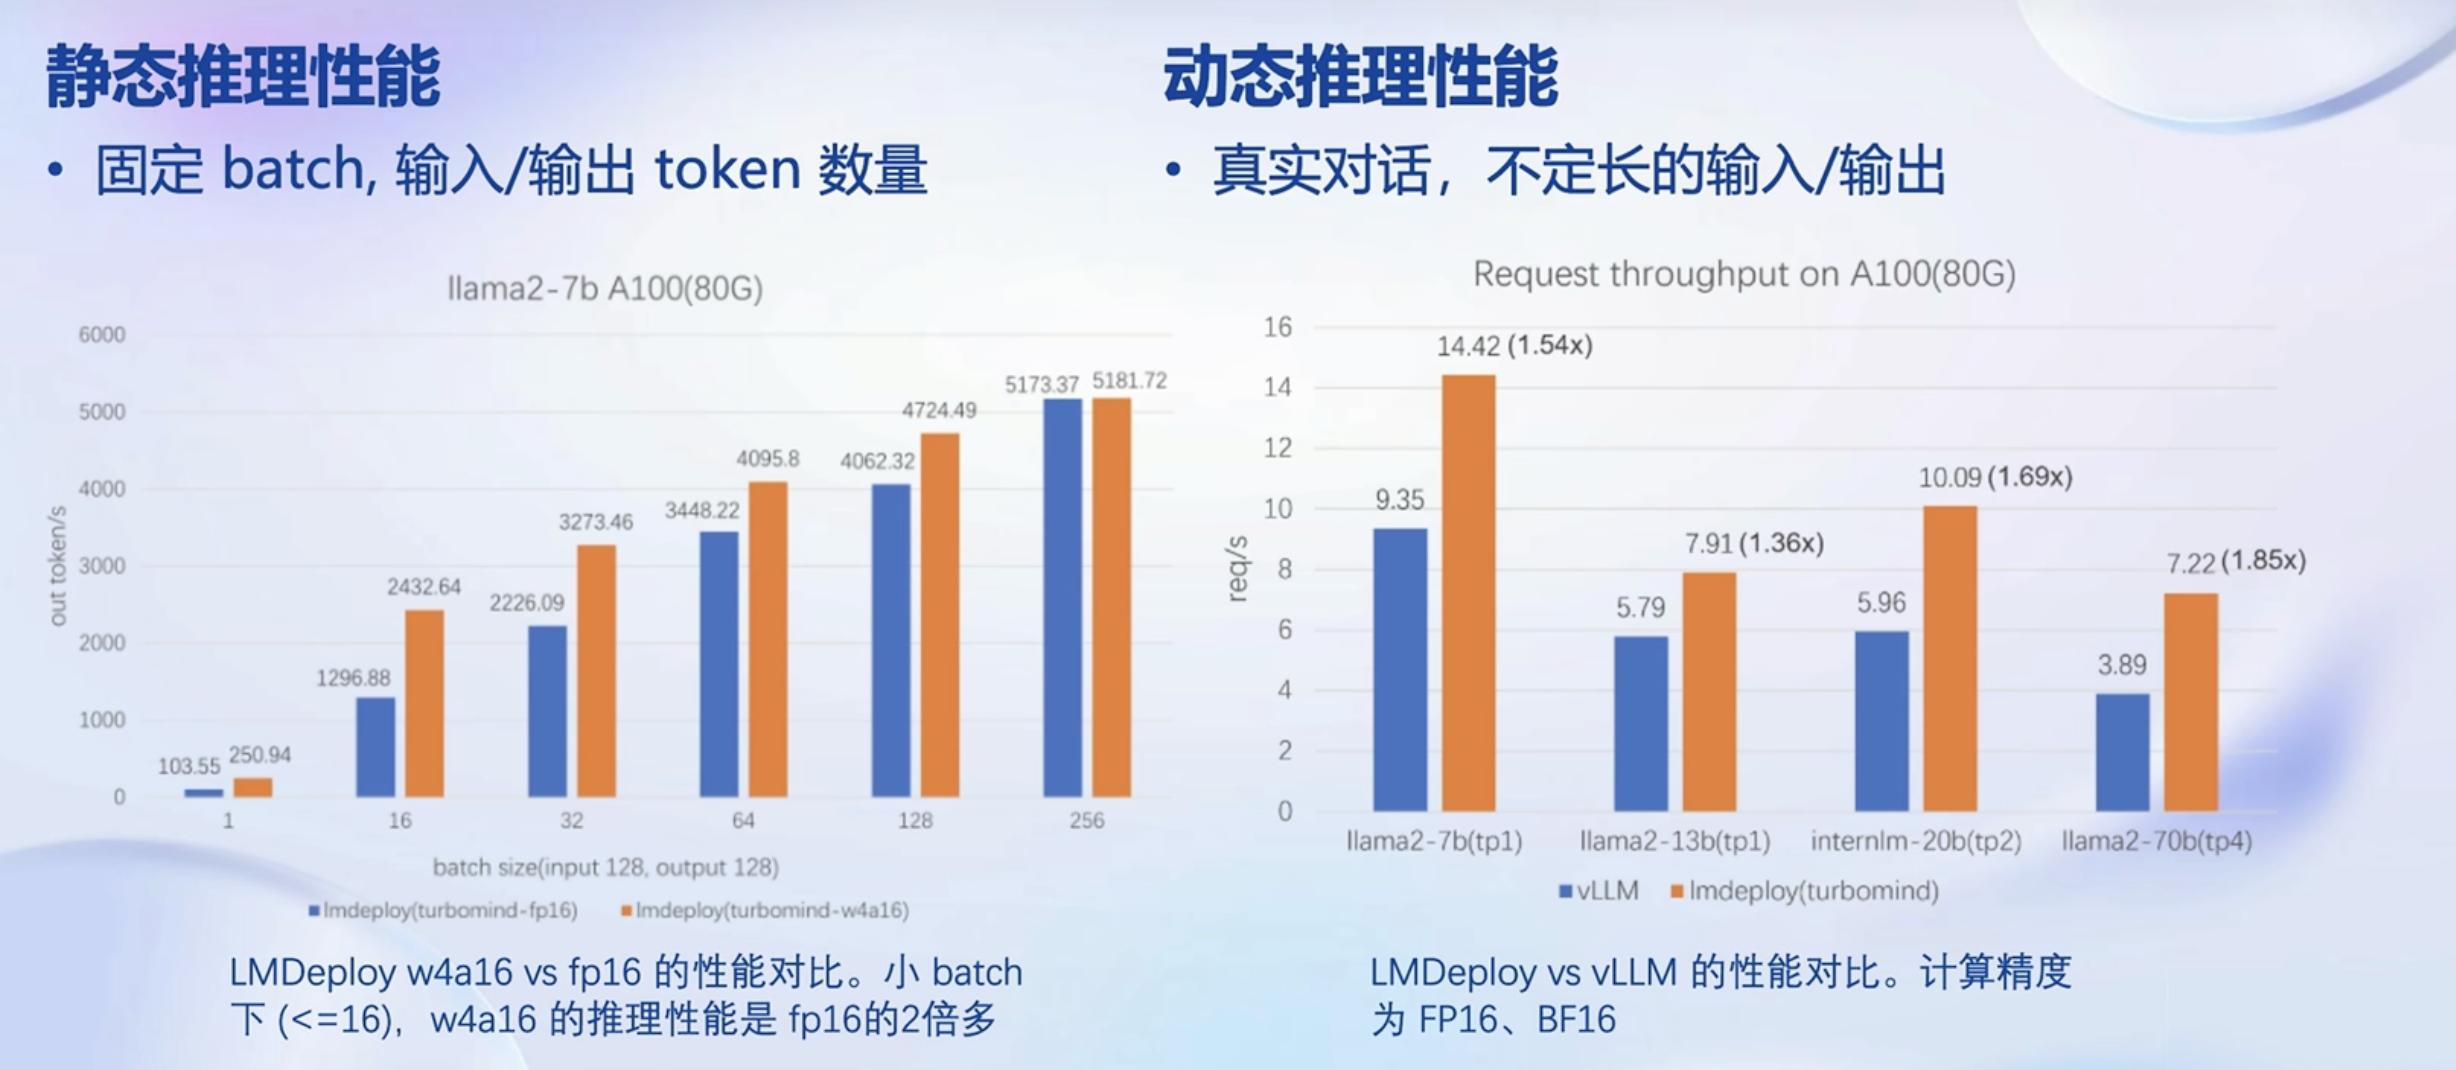 静态推理性能
• 固定 batch, 输入/输出 token 数量
llama2-7b A100(80G)
6000
5000
4000
3000
2000
1000
0
out token/s
103.55
250.94
1296.88
2432.64
2226.09
3273.46
3448.22
4095.8
4062.32
4724.49
5173.37
5181.72
1
16
32
64
128
256
batch size(input 128, output 128)
lmdeploy(turbomind-fp16)
lmdeploy(turbomind-w4a16)
LMDeploy w4a16 vs fp16 的性能对比。小 batch
下 (<=16)，w4a16 的推理性能是 fp16的2倍多
动态推理性能
• 真实对话，不定长的输入/输出
Request throughput on A100(80G)
16
14
12
10
8
6
4
2
0
req/s
9.35
14.42 (1.54x)
5.79
7.91 (1.36x)
5.96
10.09 (1.69x)
3.89
7.22 (1.85x)
llama2-7b(tp1)
llama2-13b(tp1)
internlm-20b(tp2)
llama2-70b(tp4)
vLLM
lmdeploy(turbomind)
LMDeploy vs vLLM 的性能对比。计算精度
为 FP16、BF16